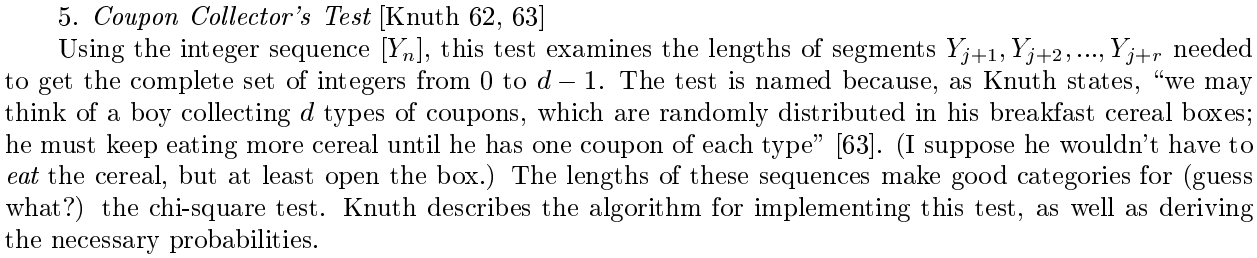 5. Coupon Collector's Test [Knuth 62, 63]
Using the integer sequence [Yₙ], this test examines the lengths of segments Yⱼ₊₁, Yⱼ₊₂, ..., Yⱼ₊ᵣ needed
to get the complete set of integers from 0 to d − 1. The test is named because, as Knuth states, “we may
think of a boy collecting d types of coupons, which are randomly distributed in his breakfast cereal boxes;
he must keep eating more cereal until he has one coupon of each type” [63]. (I suppose he wouldn't have to
eat the cereal, but at least open the box.) The lengths of these sequences make good categories for (guess
what?) the chi-square test. Knuth describes the algorithm for implementing this test, as well as deriving
the necessary probabilities.